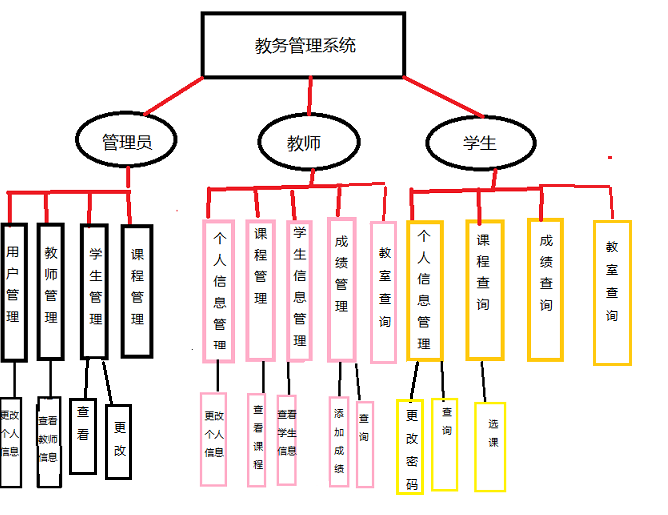 教务管理系统
管理员
教师
学生
用户管理
教师管理
学生管理
课程管理
个人信息管理
课程管理
学生信息管理
成绩管理
教室查询
个人信息管理
课程查询
成绩查询
教室查询
更改
个人
信息
查看
教师
信息
查看
更改
更改
个人
信息
查看课程
查看
学生
信息
添加成绩
查询
更改密码
查询
选课